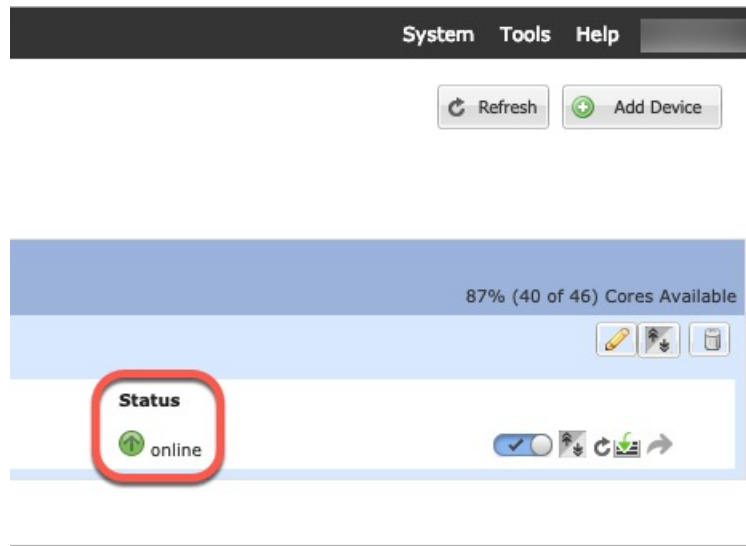 System Tools Help
Refresh Add Device
87% (40 of 46) Cores Available
Status
online